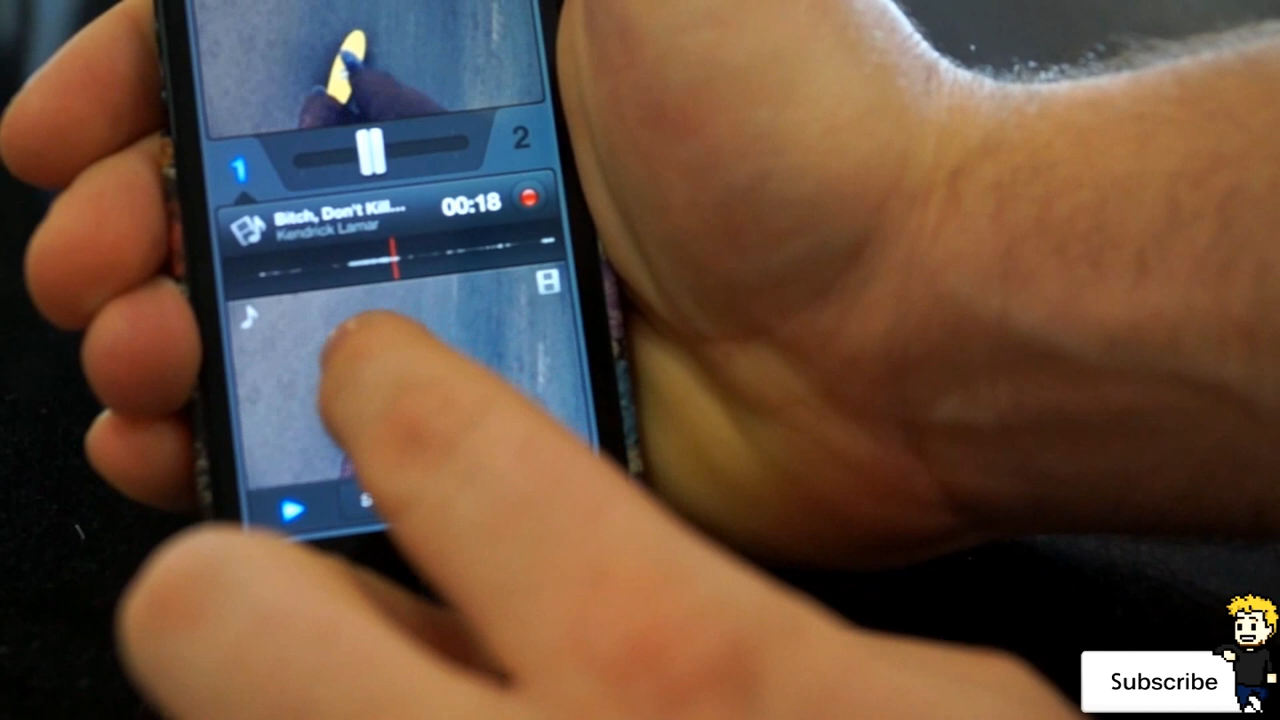 1
2
Bitch, Don't Kill...
00:18
Kendrick Lamar
Subscribe